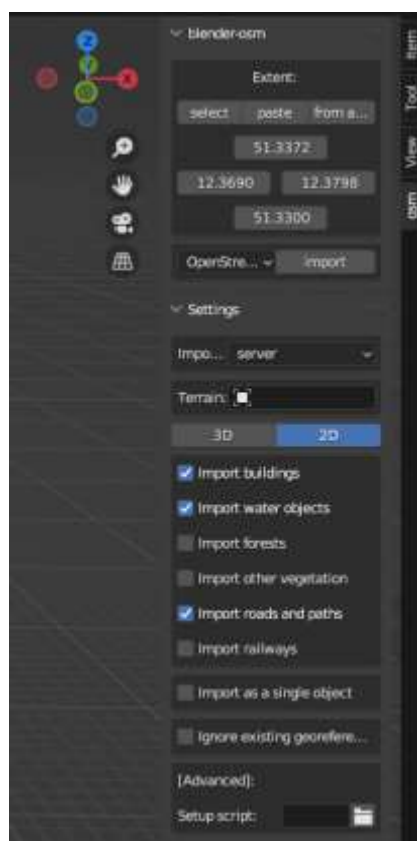 blender-osm
Extent:
select paste from a...
51.3372
12.3690 12.3798
51.3300
OpenStre... import
Settings
Impo... server
Terrain:
3D 2D
Import buildings
Import water objects
Import forests
Import other vegetation
Import roads and paths
Import railways
Import as a single object
Ignore existing georefere...
[Advanced]:
Setup script:
Z
Y
X
Item
Tool
View
osm